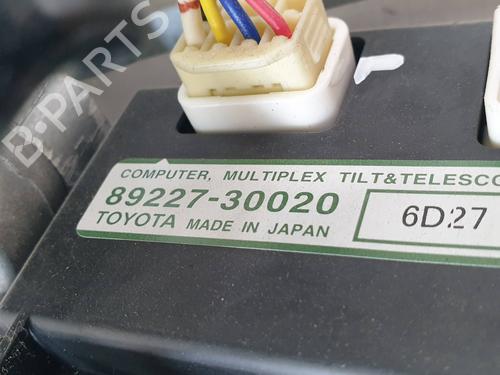 B-PARTS
COMPUTER, MULTIPLEX TILT&TELESCO
89227-30020
TOYOTA MADE IN JAPAN
6D27